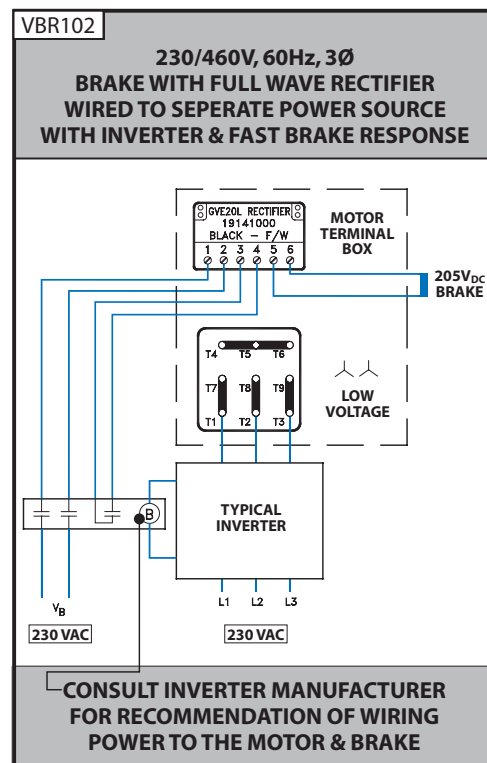 VBR102
230/460V, 60Hz, 3Ø
BRAKE WITH FULL WAVE RECTIFIER
WIRED TO SEPERATE POWER SOURCE
WITH INVERTER & FAST BRAKE RESPONSE
GVE20L RECTIFIER
19141000
BLACK - F/W
1 2 3 4 5 6
MOTOR
TERMINAL
BOX
205VDC
BRAKE
T4 T5 T6
T7 T8 T9
T1 T2 T3
LOW
VOLTAGE
TYPICAL
INVERTER
B
VB
L1 L2 L3
230 VAC
230 VAC
CONSULT INVERTER MANUFACTURER
FOR RECOMMENDATION OF WIRING
POWER TO THE MOTOR & BRAKE